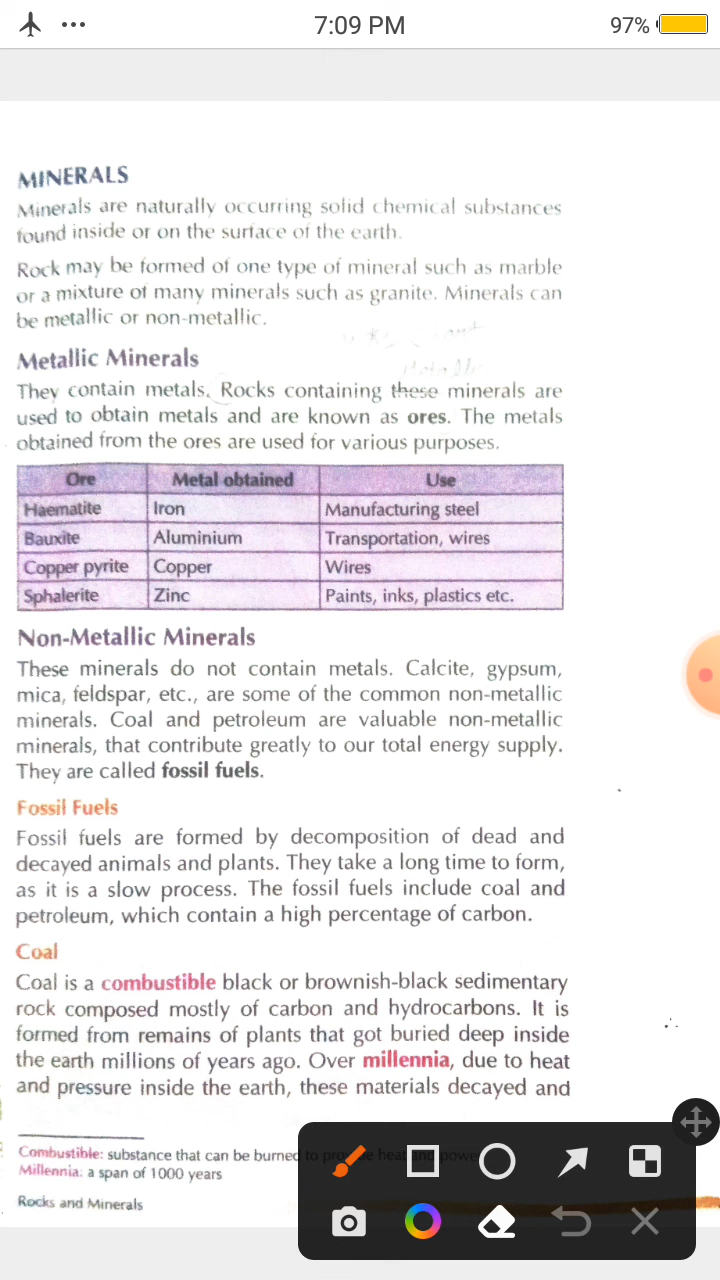 7:09 PM
97%
MINERALS
Minerals are naturally occurring solid chemical substances
found inside or on the surface of the earth.
Rock may be formed of one type of mineral such as marble
or a mixture of many minerals such as granite. Minerals can
be metallic or non-metallic.
Metallic Minerals
They contain metals. Rocks containing these minerals are
used to obtain metals and are known as ores. The metals
obtained from the ores are used for various purposes.
Ore Metal obtained Use
Haematite Iron Manufacturing steel
Bauxite Aluminium Transportation, wires
Copper pyrite Copper Wires
Sphalerite Zinc Paints, inks, plastics etc.
Non-Metallic Minerals
These minerals do not contain metals. Calcite, gypsum,
mica, feldspar, etc., are some of the common non-metallic
minerals. Coal and petroleum are valuable non-metallic
minerals, that contribute greatly to our total energy supply.
They are called fossil fuels.
Fossil Fuels
Fossil fuels are formed by decomposition of dead and
decayed animals and plants. They take a long time to form,
as it is a slow process. The fossil fuels include coal and
petroleum, which contain a high percentage of carbon.
Coal
Coal is a combustible black or brownish-black sedimentary
rock composed mostly of carbon and hydrocarbons. It is
formed from remains of plants that got buried deep inside
the earth millions of years ago. Over millennia, due to heat
and pressure inside the earth, these materials decayed and
Combustible: substance that can be burned to heat
Millennia: a span of 1000 years
Rocks and Minerals